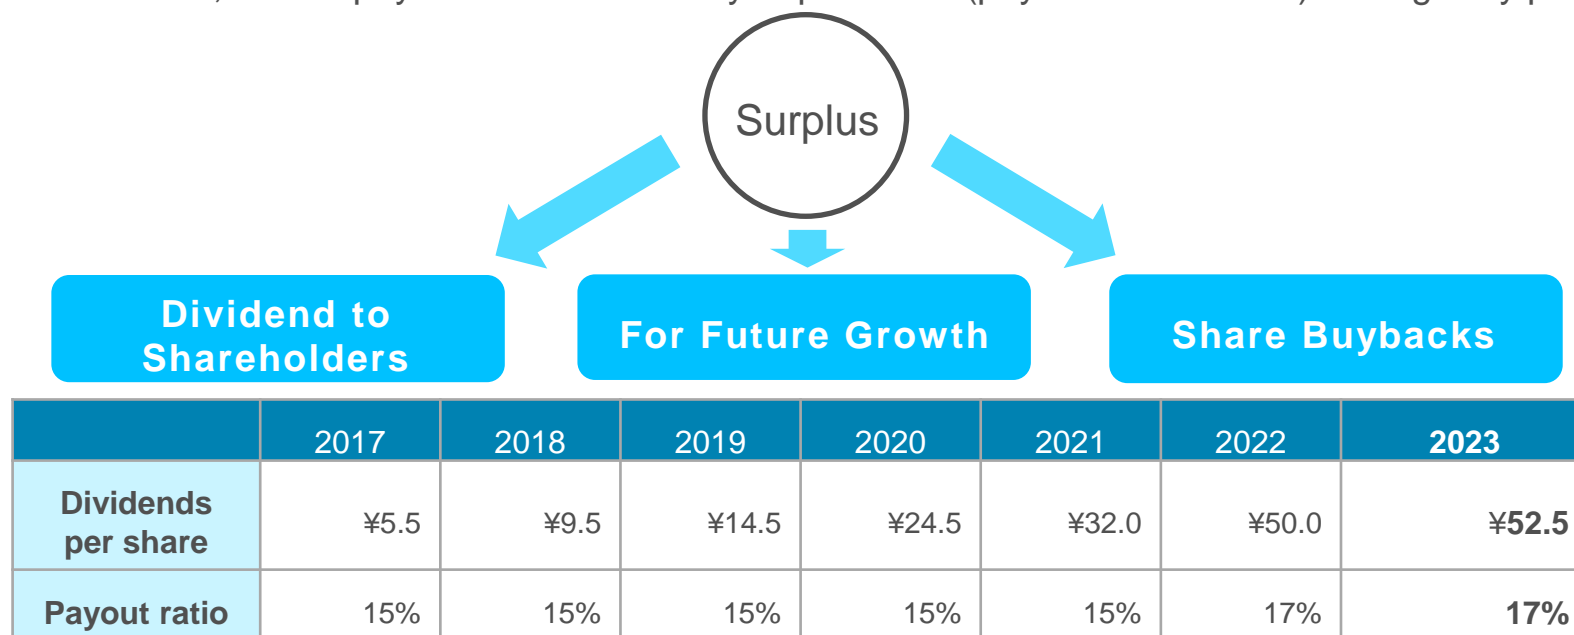 Surplus
Dividend to
Shareholders
For Future Growth
Share Buybacks
2017 2018 2019 2020 2021 2022 2023
Dividends
per share
¥5.5 ¥9.5 ¥14.5 ¥24.5 ¥32.0 ¥50.0 ¥52.5
Payout ratio 15% 15% 15% 15% 15% 17% 17%